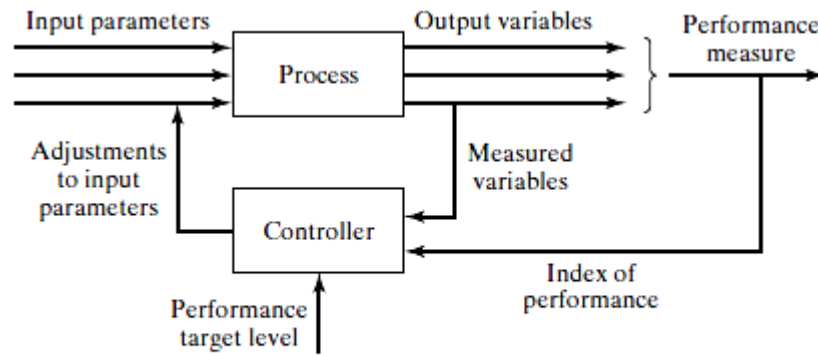 Input parameters
Output variables
Performance
measure
Process
Adjustments
to input
parameters
Measured
variables
Controller
Index of
performance
Performance
target level